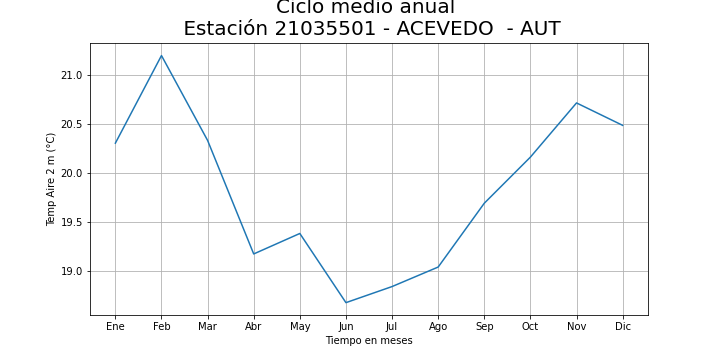 Ciclo medio anual
Estación 21035501 - ACEVEDO  - AUT
Temp Aire 2 m (°C)
21.0
20.5
20.0
19.5
19.0
Ene Feb Mar Abr May Jun Jul Ago Sep Oct Nov Dic
Tiempo en meses